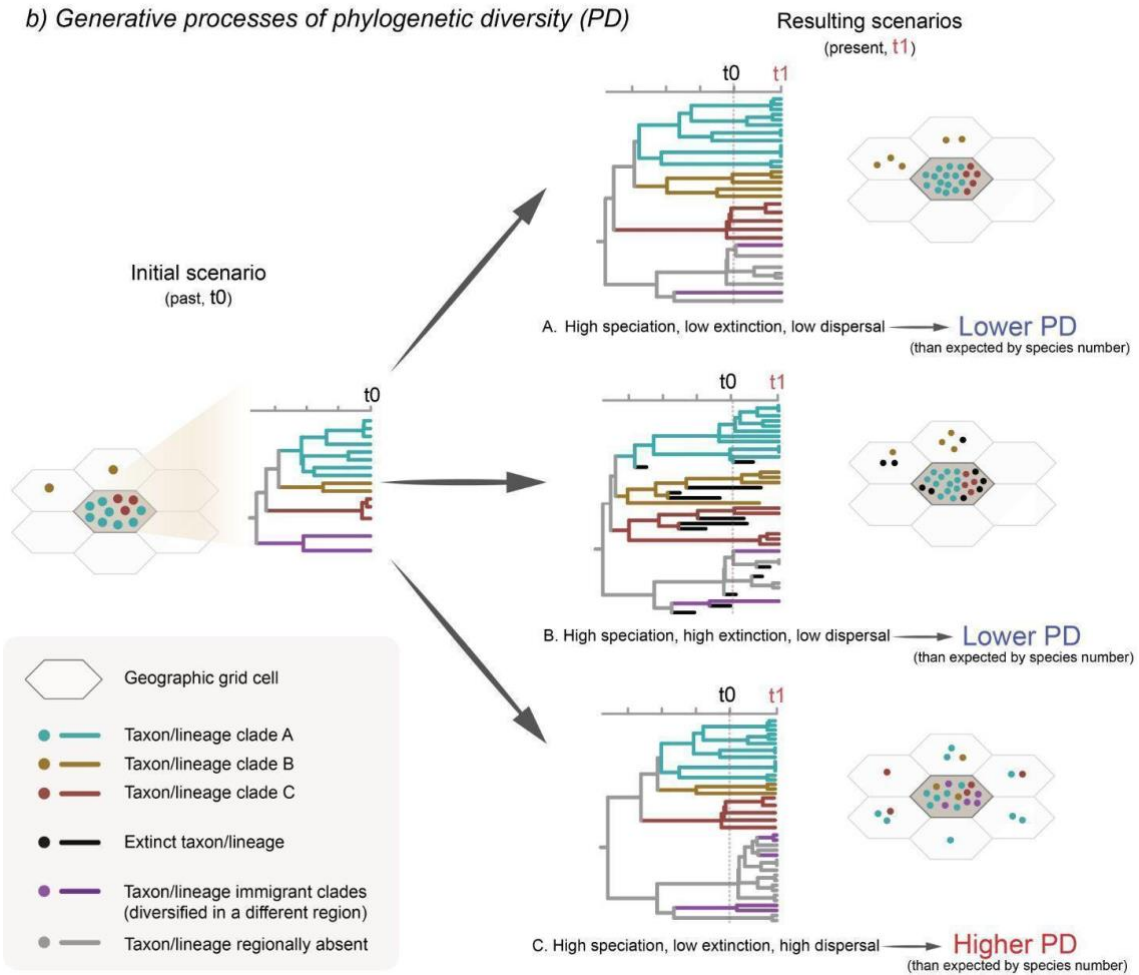 b) Generative processes of phylogenetic diversity (PD)
Resulting scenarios
(present, t1)
t0
t1
Initial scenario
(past, t0)
t0
A. High speciation, low extinction, low dispersal
Lower PD
(than expected by species number)
t0
t1
B. High speciation, high extinction, low dispersal
Lower PD
(than expected by species number)
t0
t1
C. High speciation, low extinction, high dispersal
Higher PD
(than expected by species number)
Geographic grid cell
Taxon/lineage clade A
Taxon/lineage clade B
Taxon/lineage clade C
Extinct taxon/lineage
Taxon/lineage immigrant clades
(diversified in a different region)
Taxon/lineage regionally absent